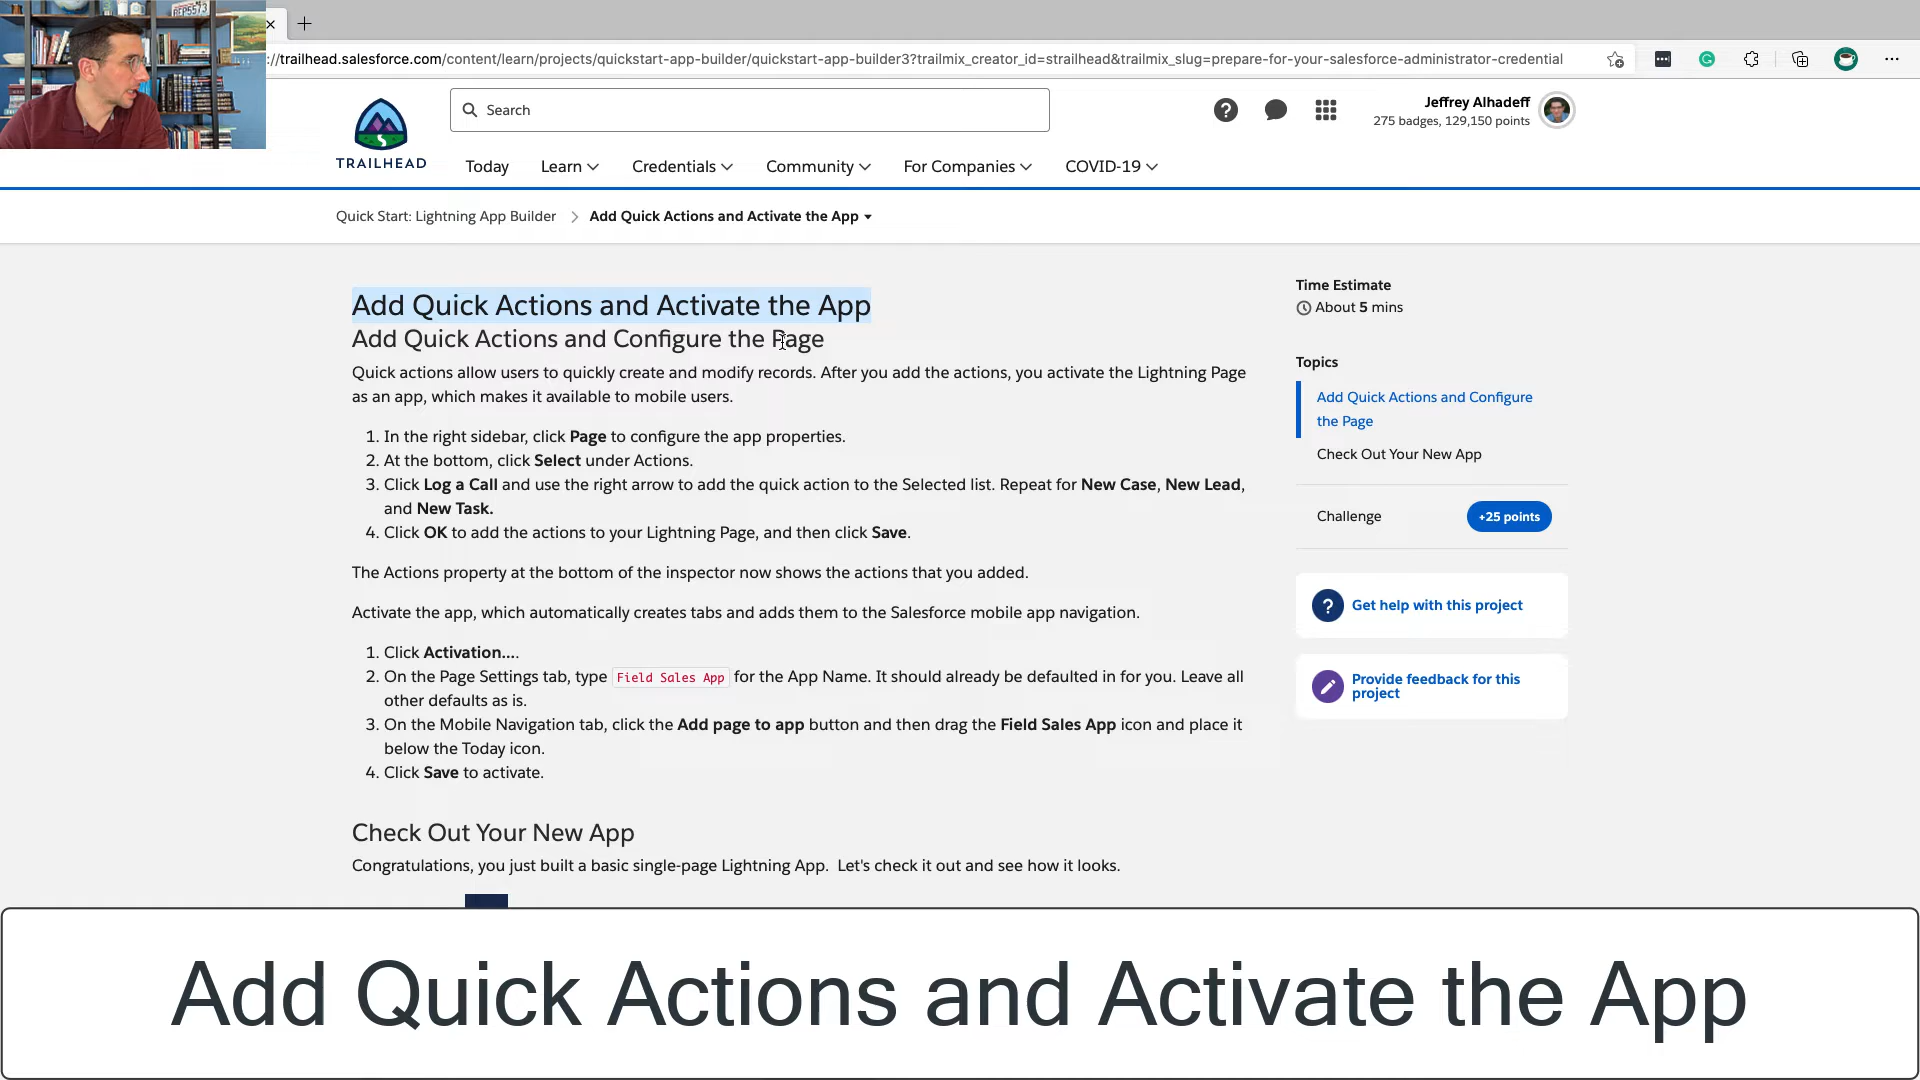 BFP5573
://trailhead.salesforce.com/content/learn/projects/quickstart-app-builder/quickstart-app-builder3?trailmix_creator_id=strailhead&trailmix_slug=prepare-for-your-salesforce-administrator-credential
TRAILHEAD
Search
Jeffrey Alhadeff
275 badges, 129,150 points
Today Learn Credentials Community For Companies COVID-19
Quick Start: Lightning App Builder > Add Quick Actions and Activate the App
Add Quick Actions and Activate the App
Add Quick Actions and Configure the Page
Quick actions allow users to quickly create and modify records. After you add the actions, you activate the Lightning Page
as an app, which makes it available to mobile users.
1. In the right sidebar, click Page to configure the app properties.
2. At the bottom, click Select under Actions.
3. Click Log a Call and use the right arrow to add the quick action to the Selected list. Repeat for New Case, New Lead,
and New Task.
4. Click OK to add the actions to your Lightning Page, and then click Save.
The Actions property at the bottom of the inspector now shows the actions that you added.
Activate the app, which automatically creates tabs and adds them to the Salesforce mobile app navigation.
1. Click Activation....
2. On the Page Settings tab, type Field Sales App for the App Name. It should already be defaulted in for you. Leave all
other defaults as is.
3. On the Mobile Navigation tab, click the Add page to app button and then drag the Field Sales App icon and place it
below the Today icon.
4. Click Save to activate.
Check Out Your New App
Congratulations, you just built a basic single-page Lightning App. Let's check it out and see how it looks.
Time Estimate
About 5 mins
Topics
Add Quick Actions and Configure
the Page
Check Out Your New App
Challenge
+25 points
Get help with this project
Provide feedback for this
project
Add Quick Actions and Activate the App